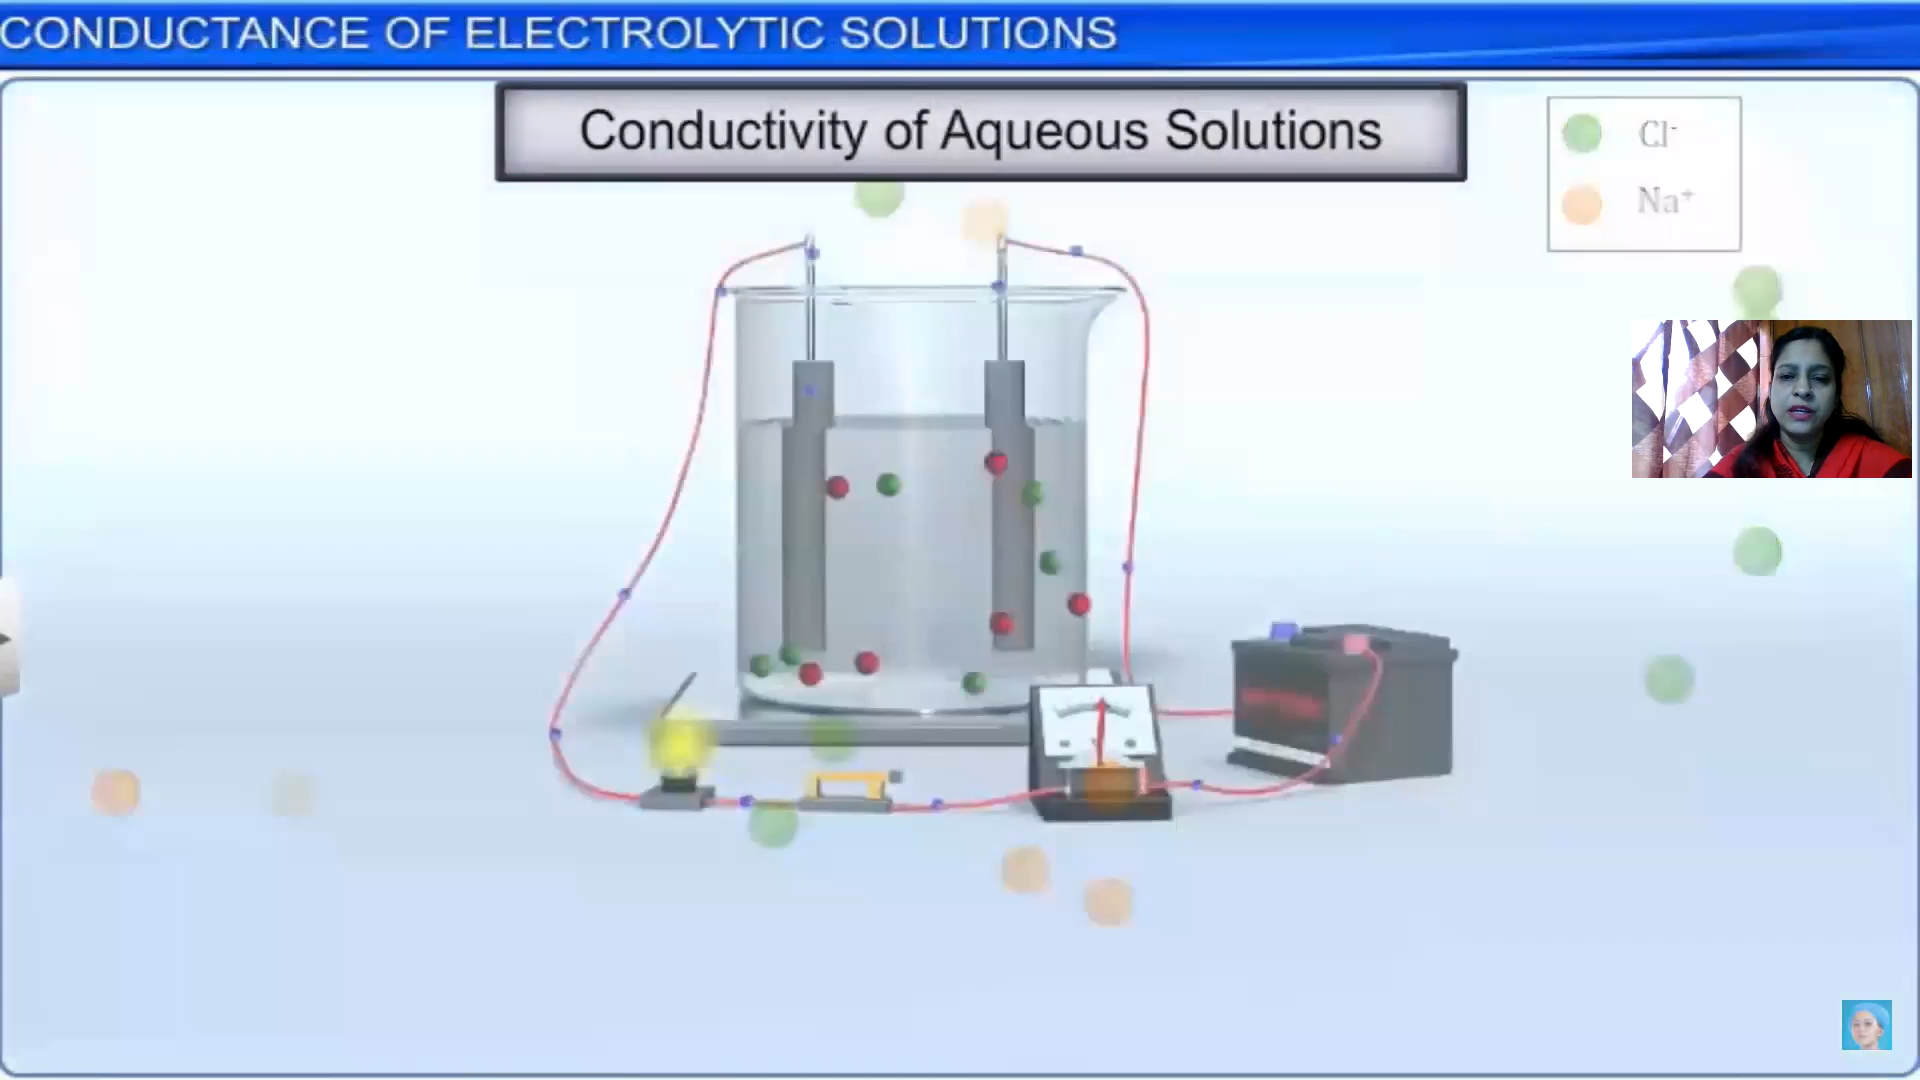 CONDUCTANCE OF ELECTROLYTIC SOLUTIONS
Conductivity of Aqueous Solutions
Cl⁻
Na⁺